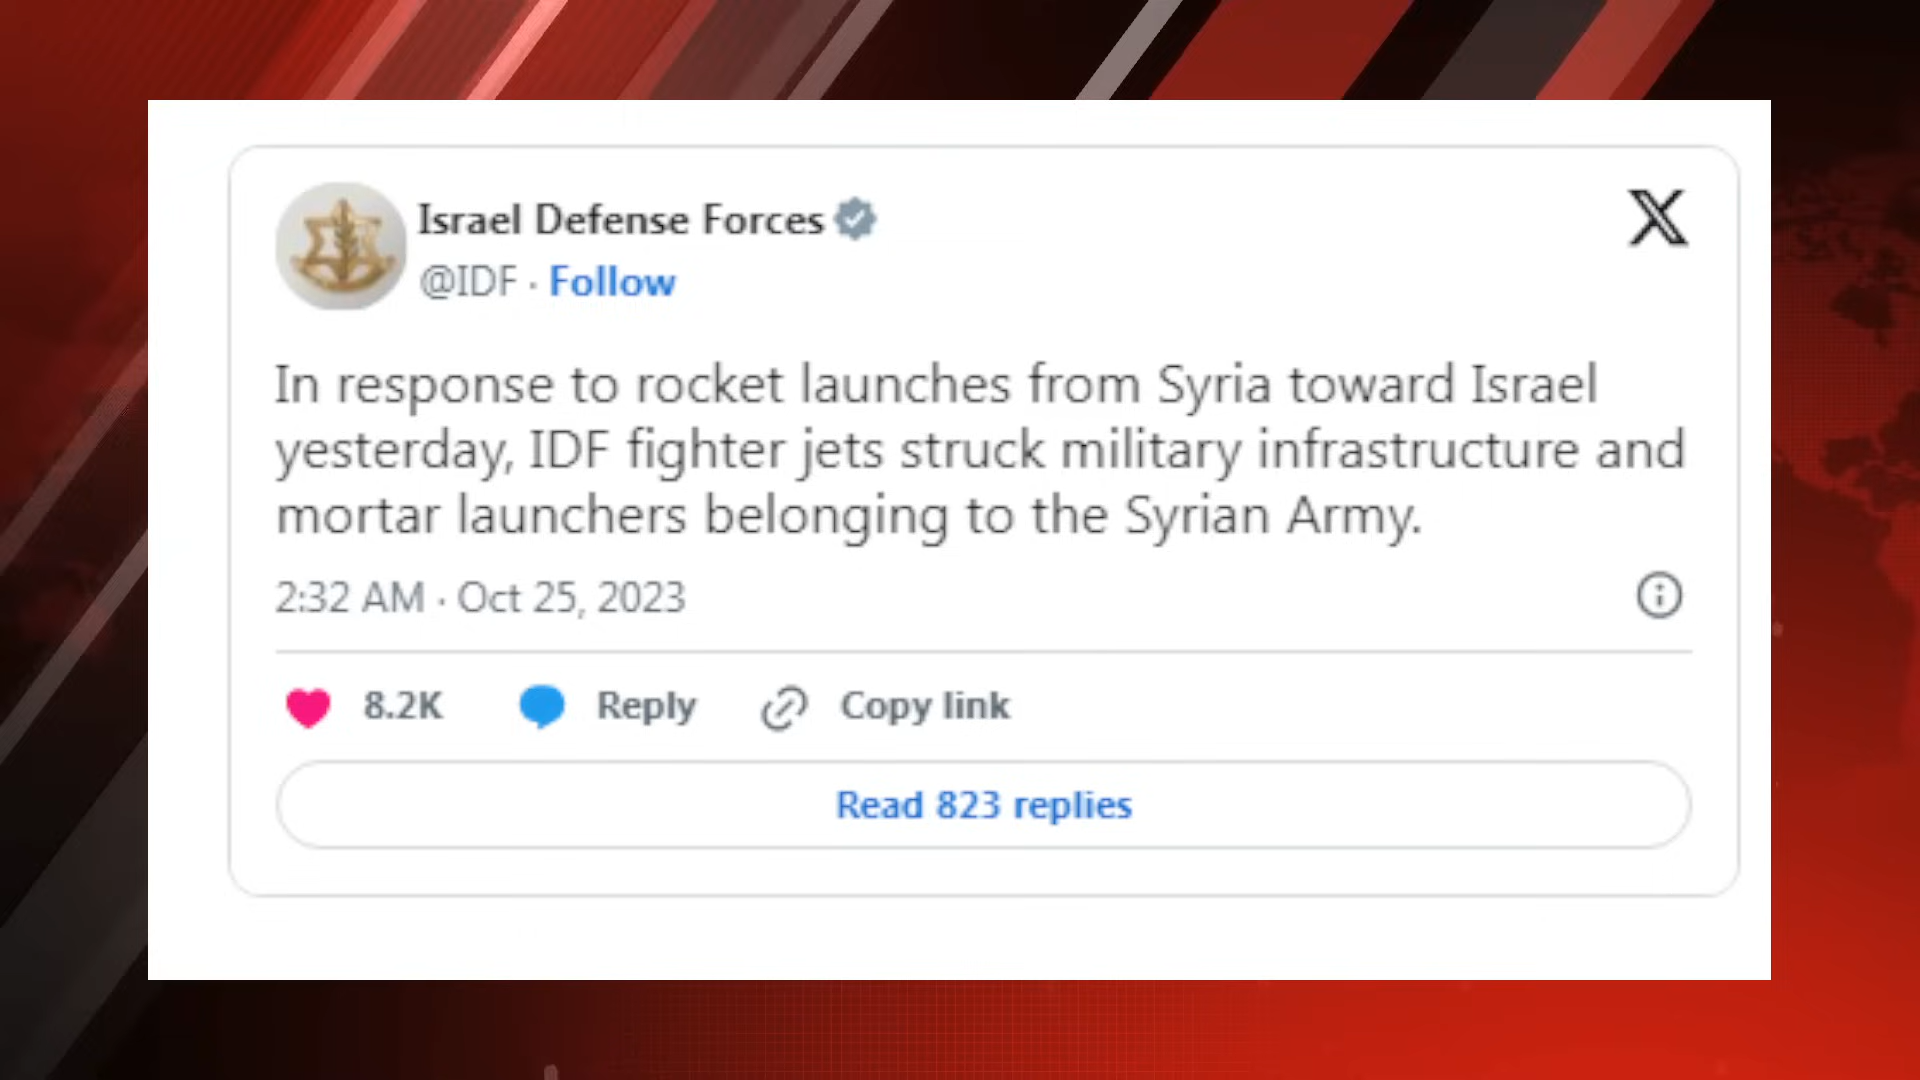 Israel Defense Forces
@IDF · Follow
In response to rocket launches from Syria toward Israel
yesterday, IDF fighter jets struck military infrastructure and
mortar launchers belonging to the Syrian Army.
2:32 AM · Oct 25, 2023
8.2K Reply Copy link
Read 823 replies